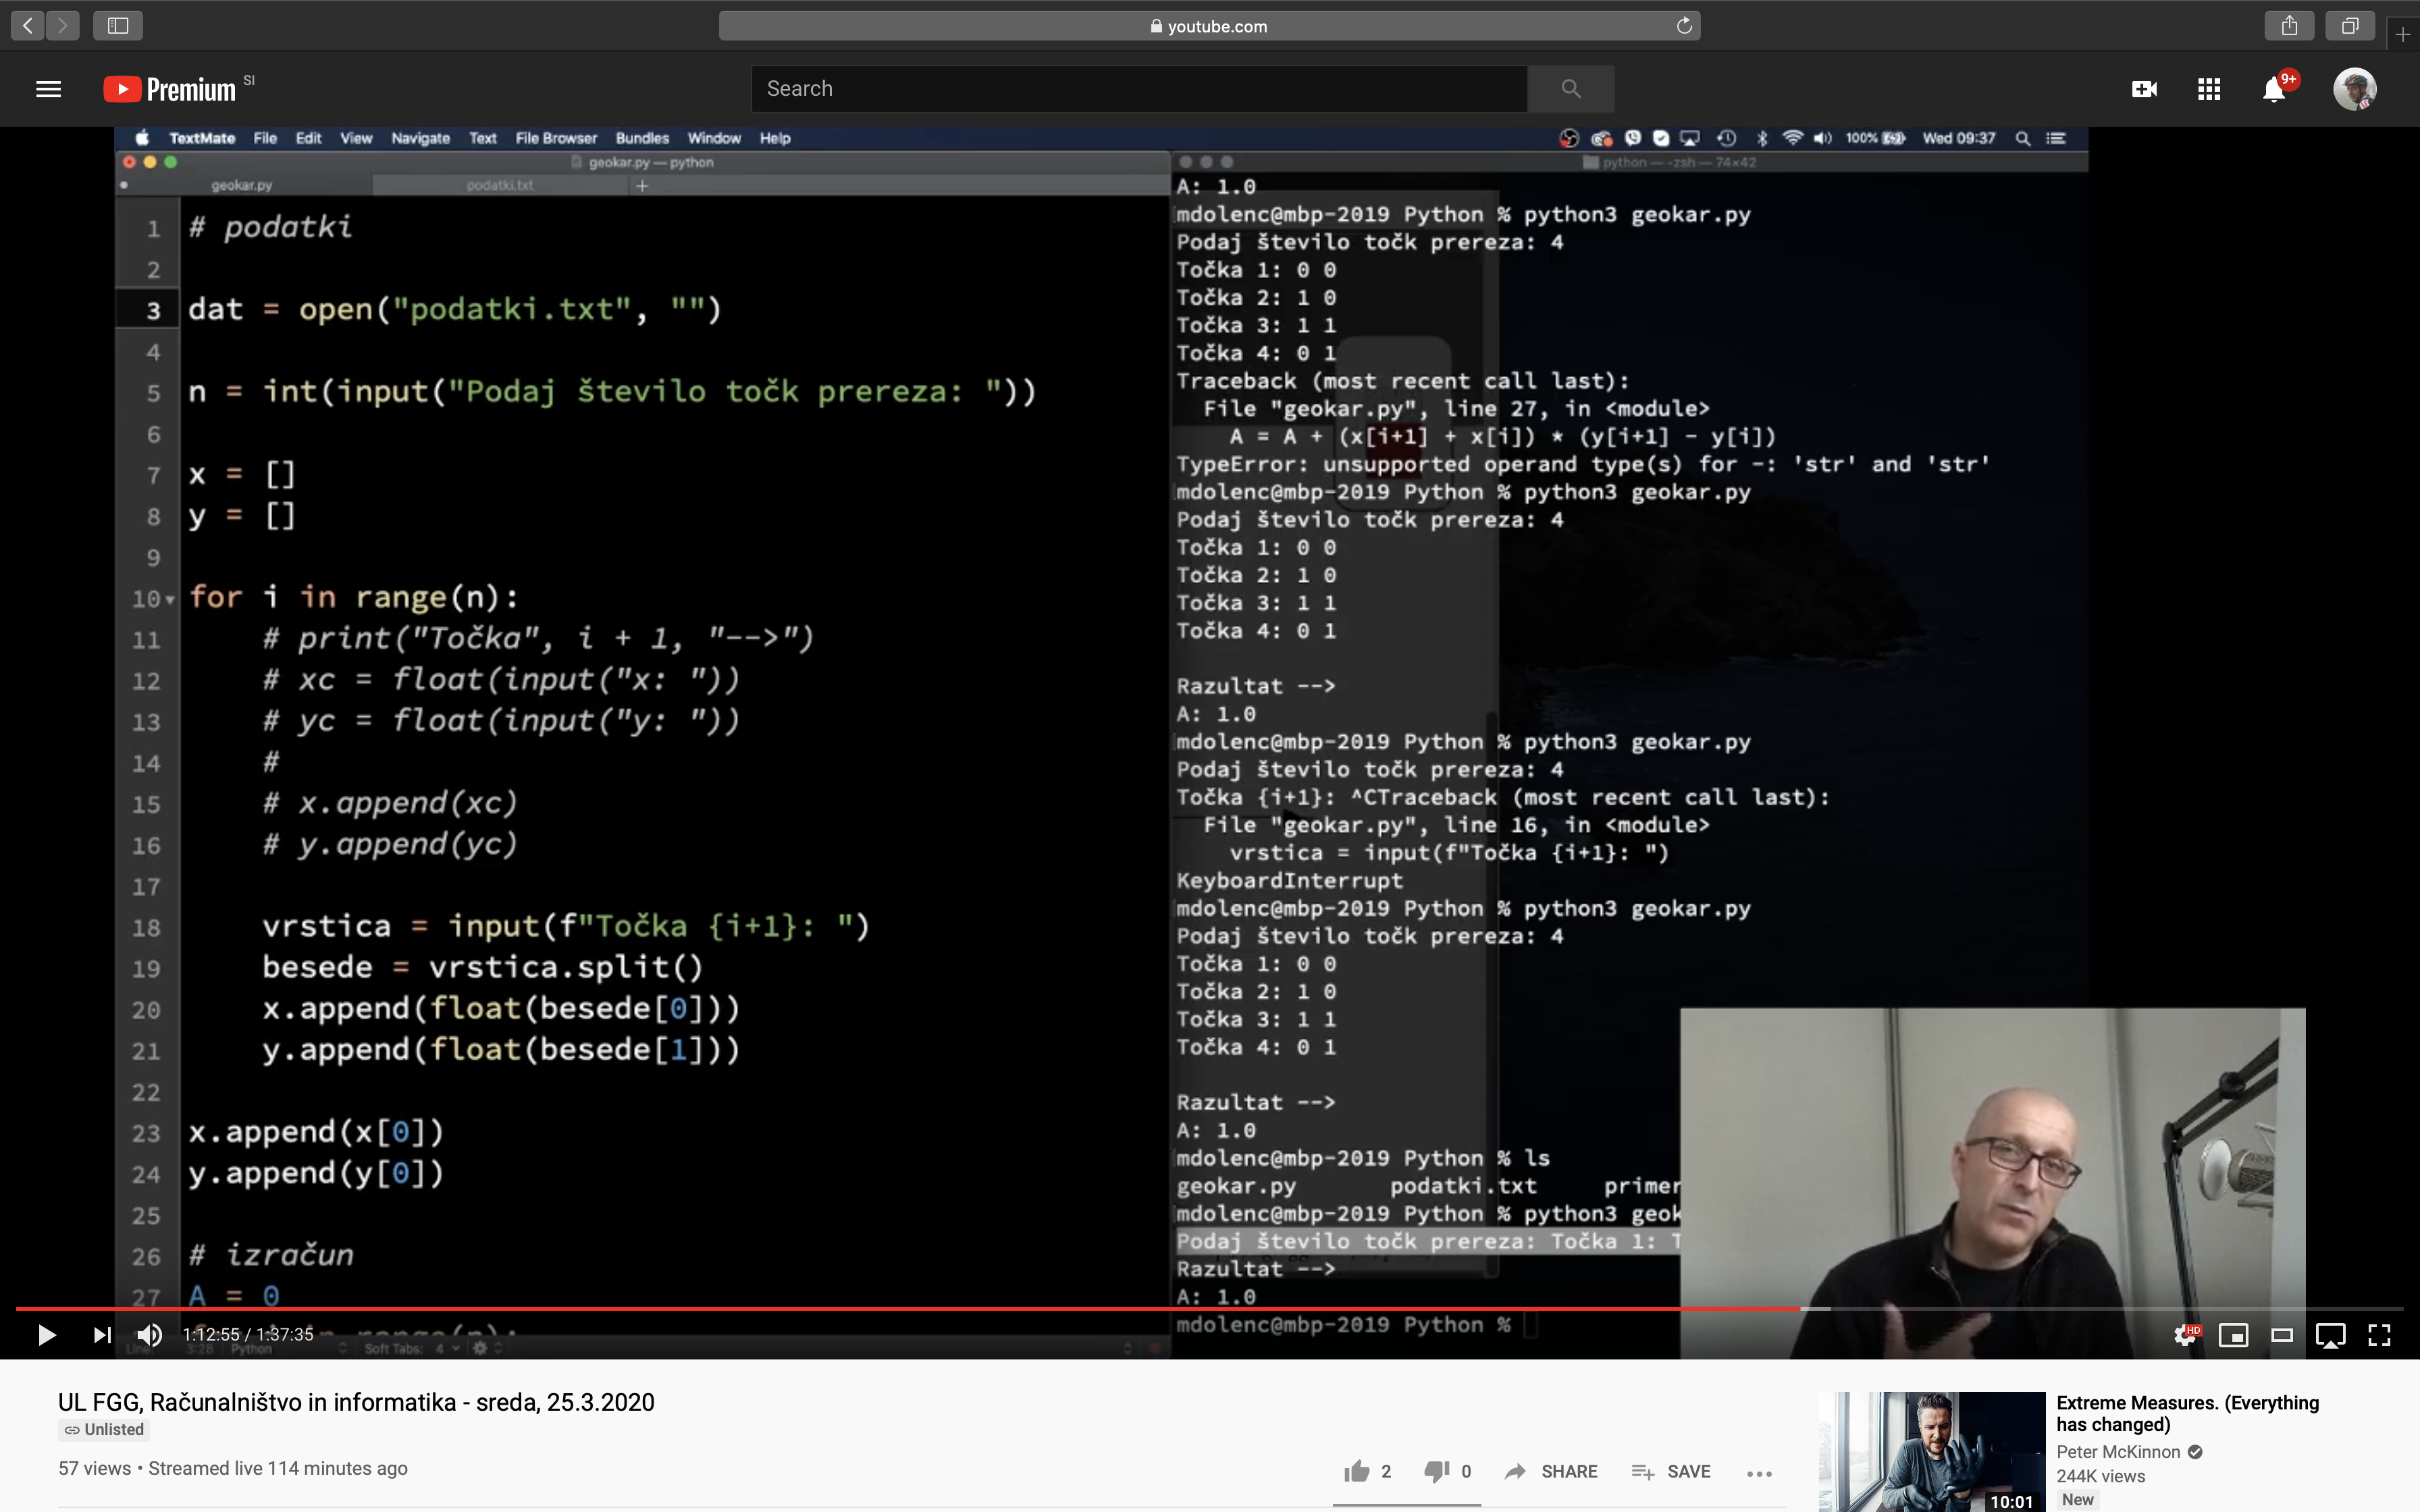 youtube.com
Premium SI
Search
9+
TextMate File Edit View Navigate Text File Browser Bundles Window Help
100% Wed 09:37
geokar.py — python
geokar.py podatki.txt +
1 # podatki
2
3 dat = open("podatki.txt", "")
4
5 n = int(input("Podaj število točk prereza: "))
6
7 x = []
8 y = []
9
10 for i in range(n):
11 # print("Točka", i + 1, "-->")
12 # xc = float(input("x: "))
13 # yc = float(input("y: "))
14 #
15 # x.append(xc)
16 # y.append(yc)
17
18 vrstica = input(f"Točka {i+1}: ")
19 besede = vrstica.split()
20 x.append(float(besede[0]))
21 y.append(float(besede[1]))
22
23 x.append(x[0])
24 y.append(y[0])
25
26 # izračun
27 A = 0
for i in range(n):
Line: 3:28 Python Soft Tabs: 4
python — -zsh — 74×42
A: 1.0
mdolenc@mbp-2019 Python % python3 geokar.py
Podaj število točk prereza: 4
Točka 1: 0 0
Točka 2: 1 0
Točka 3: 1 1
Točka 4: 0 1
Traceback (most recent call last):
File "geokar.py", line 27, in <module>
A = A + (x[i+1] + x[i]) * (y[i+1] - y[i])
TypeError: unsupported operand type(s) for -: 'str' and 'str'
mdolenc@mbp-2019 Python % python3 geokar.py
Podaj število točk prereza: 4
Točka 1: 0 0
Točka 2: 1 0
Točka 3: 1 1
Točka 4: 0 1
Razultat -->
A: 1.0
mdolenc@mbp-2019 Python % python3 geokar.py
Podaj število točk prereza: 4
Točka {i+1}: ^CTraceback (most recent call last):
File "geokar.py", line 16, in <module>
vrstica = input(f"Točka {i+1}: ")
KeyboardInterrupt
mdolenc@mbp-2019 Python % python3 geokar.py
Podaj število točk prereza: 4
Točka 1: 0 0
Točka 2: 1 0
Točka 3: 1 1
Točka 4: 0 1
Razultat -->
A: 1.0
mdolenc@mbp-2019 Python % ls
geokar.py podatki.txt primer
mdolenc@mbp-2019 Python % python3 geok
Podaj število točk prereza: Točka 1: T
Razultat -->
A: 1.0
mdolenc@mbp-2019 Python %
1:12:55 / 1:37:35
HD
UL FGG, Računalništvo in informatika - sreda, 25.3.2020
Unlisted
57 views • Streamed live 114 minutes ago
2 0 SHARE SAVE
Extreme Measures. (Everything
has changed)
Peter McKinnon
244K views
New
10:01